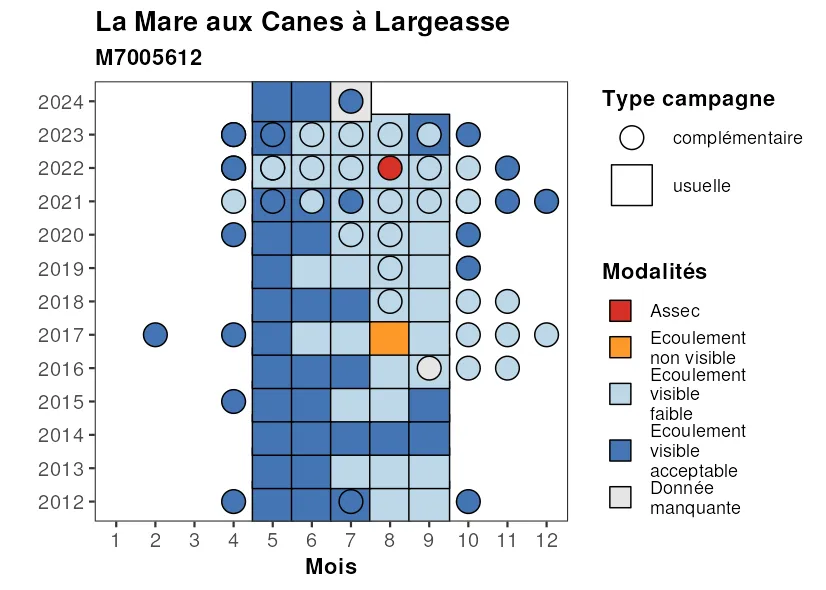 La Mare aux Canes à Largeasse
M7005612
2024
2023
2022
2021
2020
2019
2018
2017
2016
2015
2014
2013
2012
1 2 3 4 5 6 7 8 9 10 11 12
Mois
Type campagne
complémentaire
usuelle
Modalités
Assec
Ecoulement
non visible
Ecoulement
visible
faible
Ecoulement
visible
acceptable
Donnée
manquante